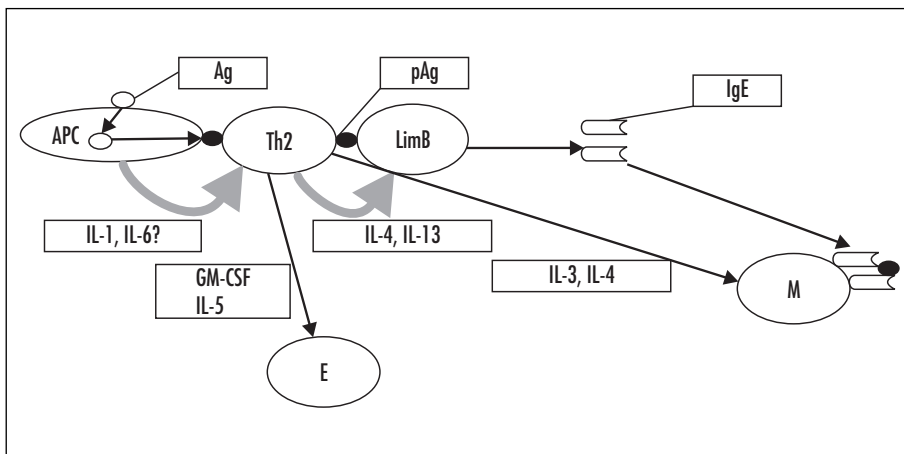 Ag
pAg
IgE
APC
Th2
LimB
IL-1, IL-6?
IL-4, IL-13
GM-CSF
IL-5
IL-3, IL-4
M
E